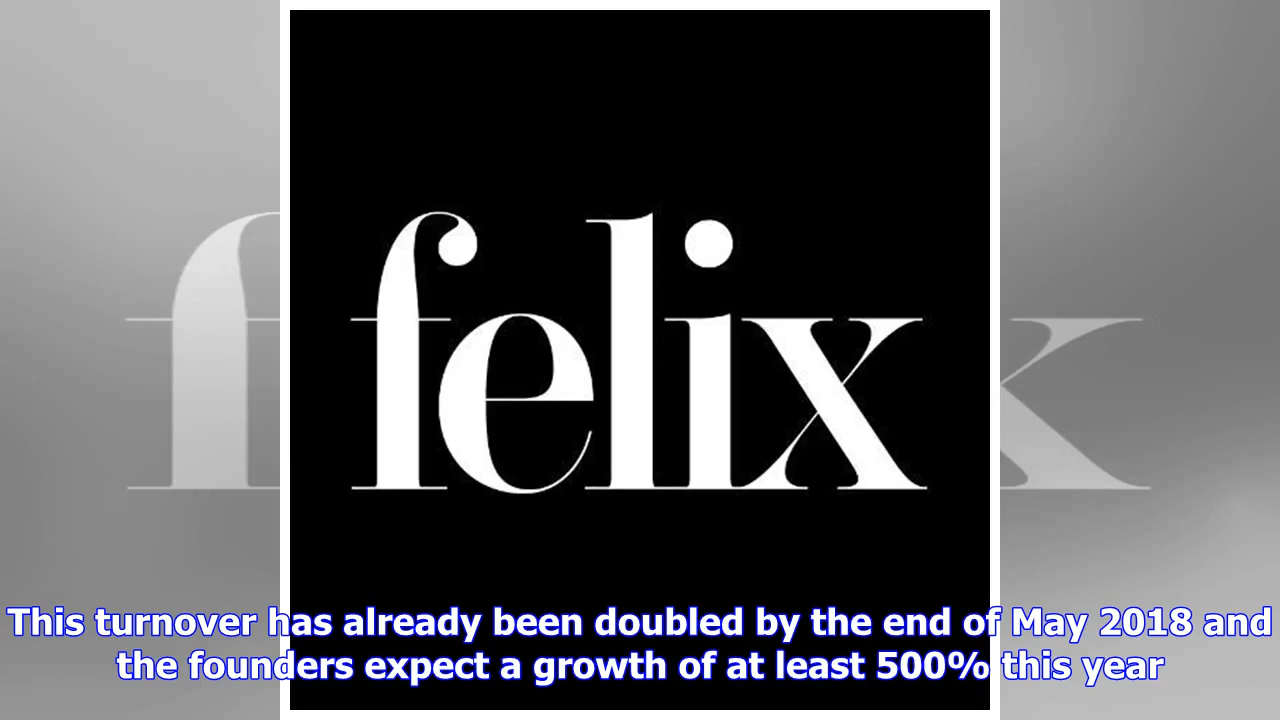 felix
This turnover has already been doubled by the end of May 2018 and
the founders expect a growth of at least 500% this year